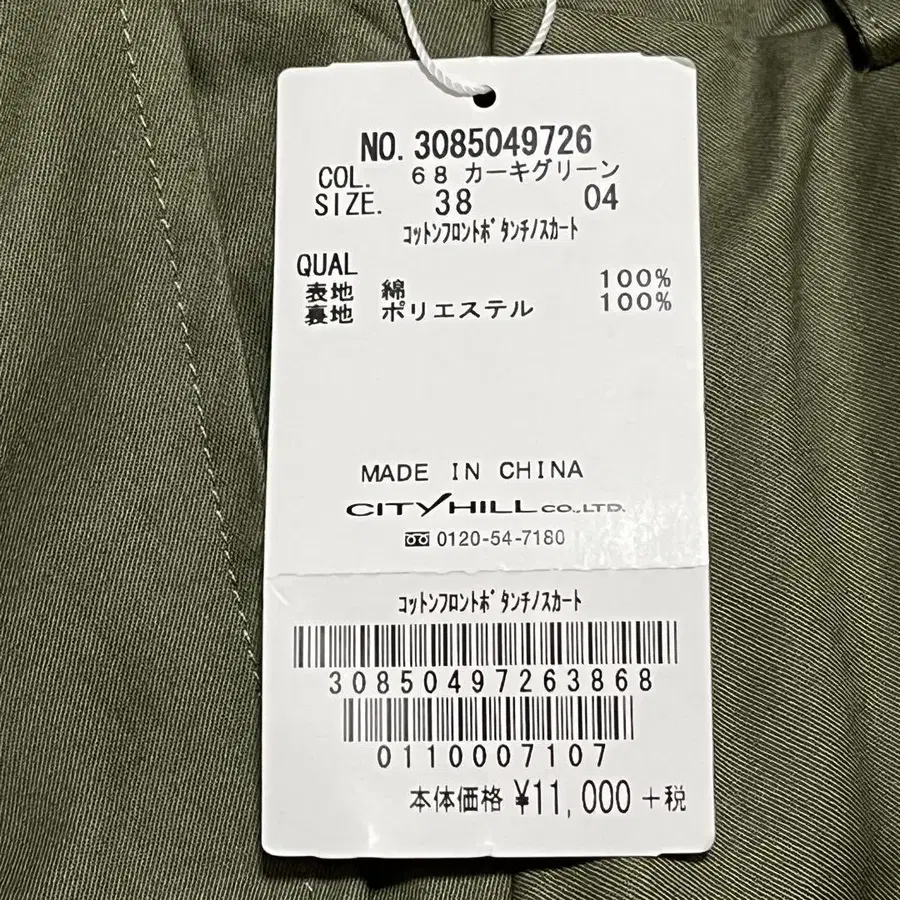 NO. 3085049726
COL. 68 カーキグリーン
SIZE. 38 04
コットンフロントボタンチノスカート
QUAL
表地 綿 100%
裏地 ポリエステル 100%
MADE IN CHINA
CITY HILL CO.,LTD.
0120-54-7180
コットンフロントボタンチノスカート
30850497263868
0110007107
本体価格 ¥11,000 +税